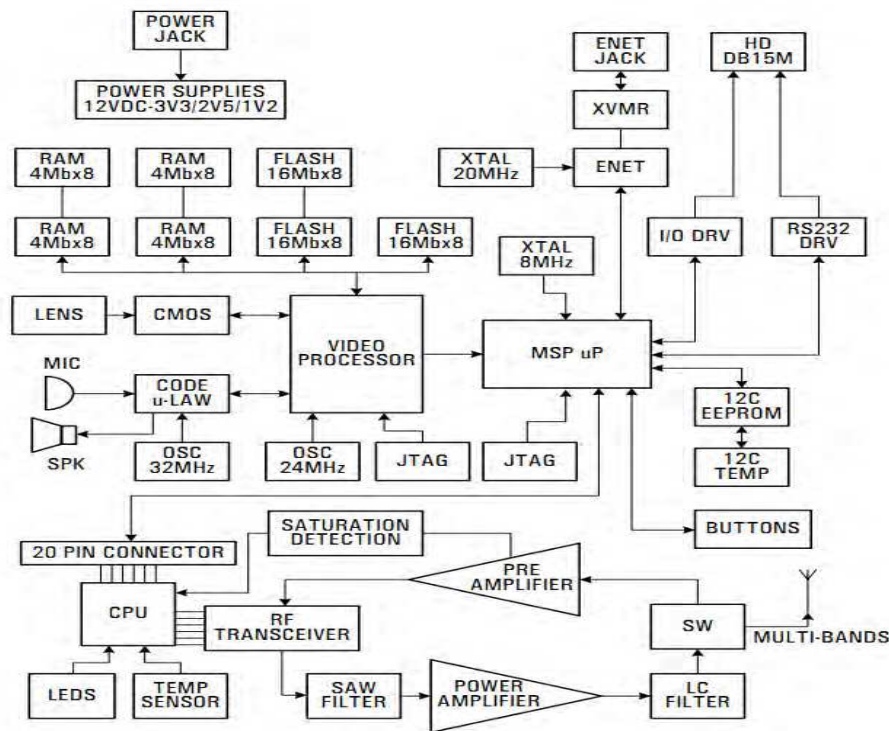 POWER
JACK
POWER SUPPLIES
12VDC-3V3/2V5/1V2
ENET
JACK
HD
DB15M
XVMR
RAM
4Mbx8
RAM
4Mbx8
FLASH
16Mbx8
XTAL
20MHz
ENET
RAM
4Mbx8
RAM
4Mbx8
FLASH
16Mbx8
FLASH
16Mbx8
XTAL
8MHz
I/O DRV
RS232
DRV
LENS
CMOS
VIDEO
PROCESSOR
MSP uP
MIC
CODE
u-LAW
12C
EEPROM
SPK
OSC
32MHz
OSC
24MHz
JTAG
JTAG
12C
TEMP
SATURATION
DETECTION
BUTTONS
20 PIN CONNECTOR
PRE
AMPLIFIER
CPU
RF
TRANSCEIVER
SW
MULTI-BANDS
LEDS
TEMP
SENSOR
SAW
FILTER
POWER
AMPLIFIER
LC
FILTER